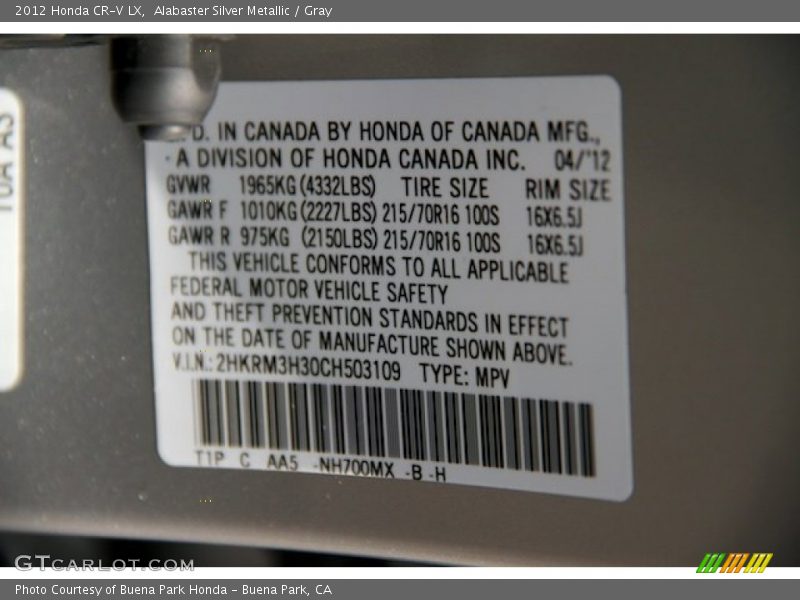 2012 Honda CR-V LX,  Alabaster Silver Metallic / Gray
IN CANADA BY HONDA OF CANADA MFG.,
A DIVISION OF HONDA CANADA INC. 04/'12
GVWR 1965KG (4332LBS) TIRE SIZE RIM SIZE
GAWR F 1010KG (2227LBS) 215/70R16 100S 16X6.5J
GAWR R 975KG (2150LBS) 215/70R16 100S 16X6.5J
THIS VEHICLE CONFORMS TO ALL APPLICABLE
FEDERAL MOTOR VEHICLE SAFETY
AND THEFT PREVENTION STANDARDS IN EFFECT
ON THE DATE OF MANUFACTURE SHOWN ABOVE.
V.I.N.: 2HKRM3H30CH503109 TYPE: MPV
T1P C AA5 -NH700MX -B -H
GTCARLOT.COM
Photo Courtesy of Buena Park Honda - Buena Park, CA